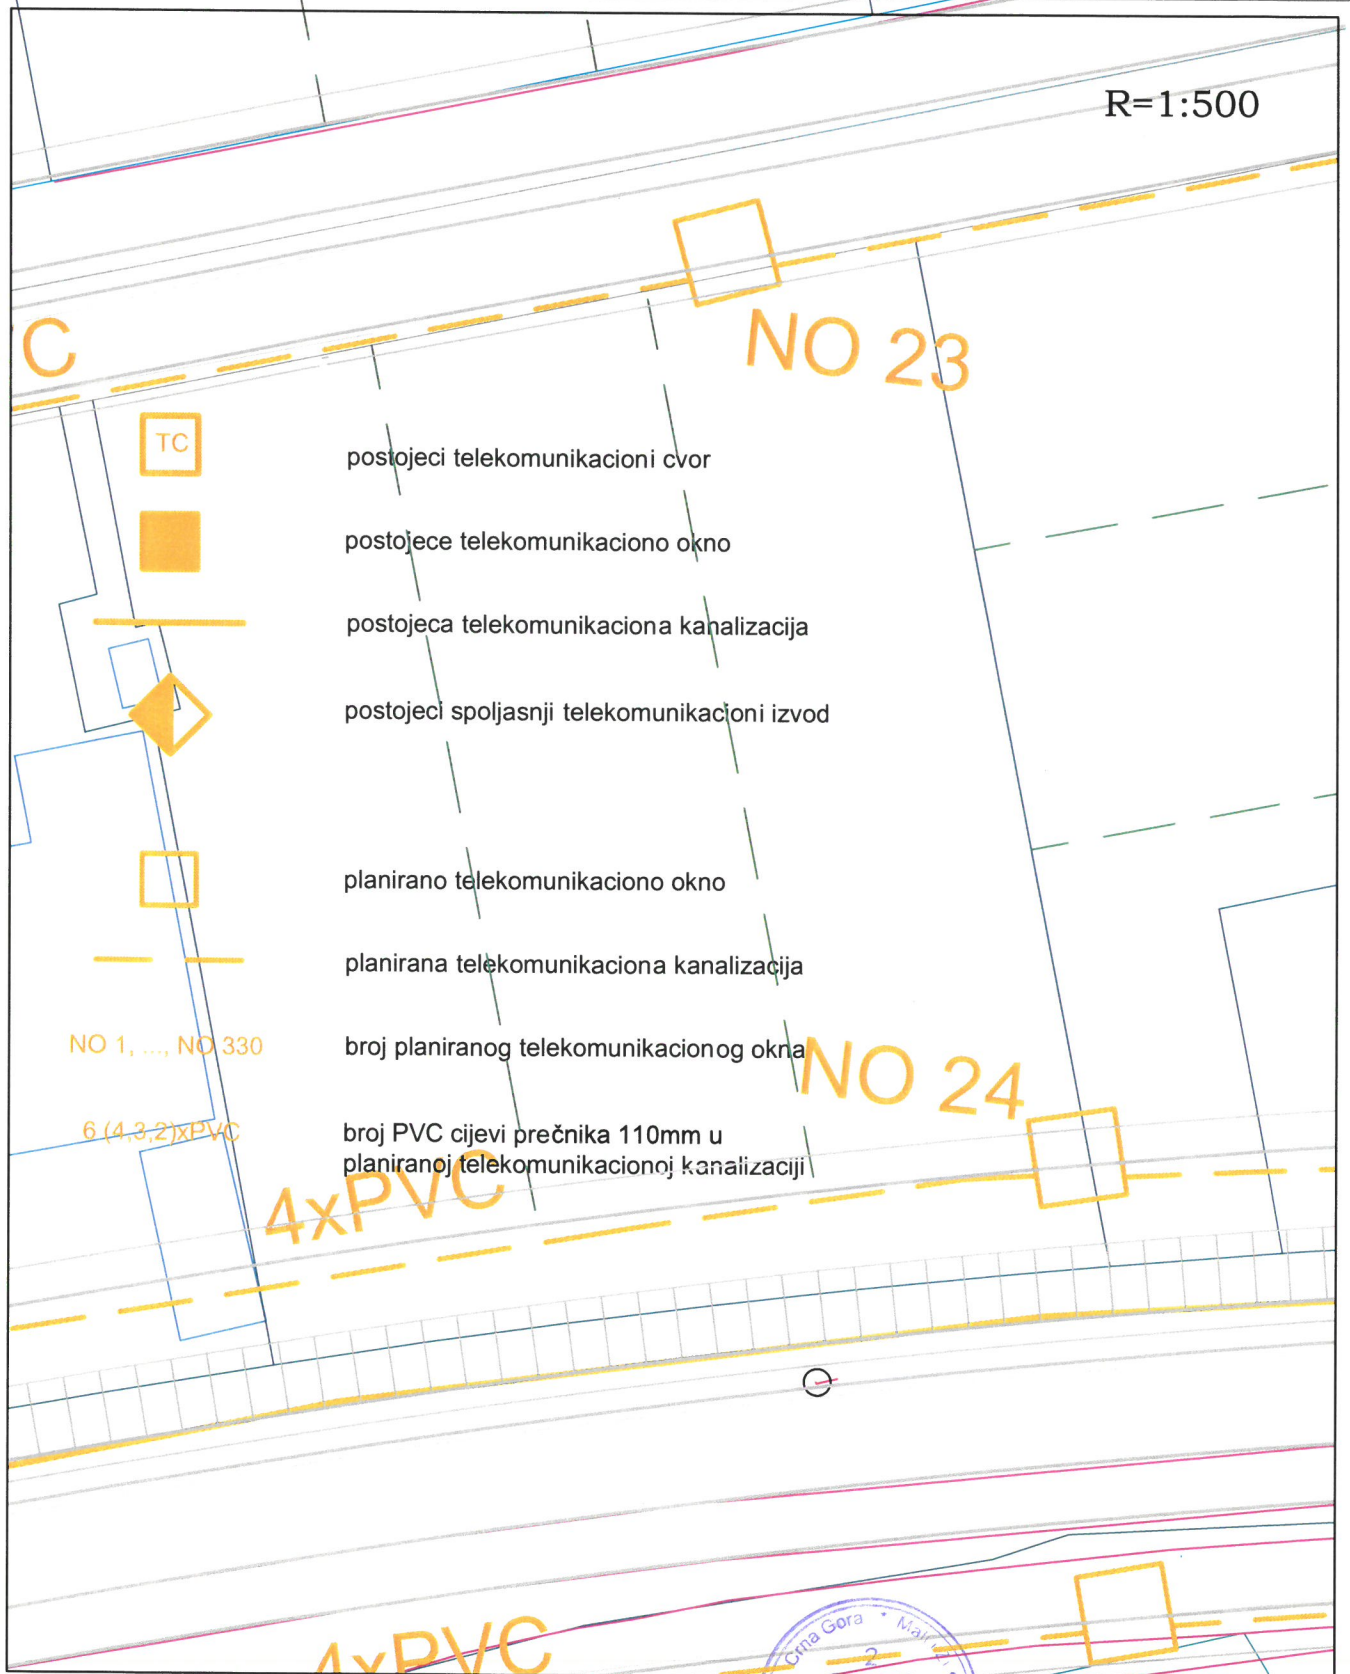 R=1:500
C
NO 23
TC
postojeci telekomunikacioni cvor
postojece telekomunikaciono okno
postojeca telekomunikaciona kanalizacija
postojeci spoljasnji telekomunikacioni izvod
planirano telekomunikaciono okno
planirana telekomunikaciona kanalizacija
NO 1, ..., NO 330
broj planiranog telekomunikacionog okna
NO 24
6 (4,3,2)xPVC
broj PVC cijevi prečnika 110mm u
planiranoj telekomunikacionoj kanalizaciji
4xPVC
4xPVC
Crna Gora
2